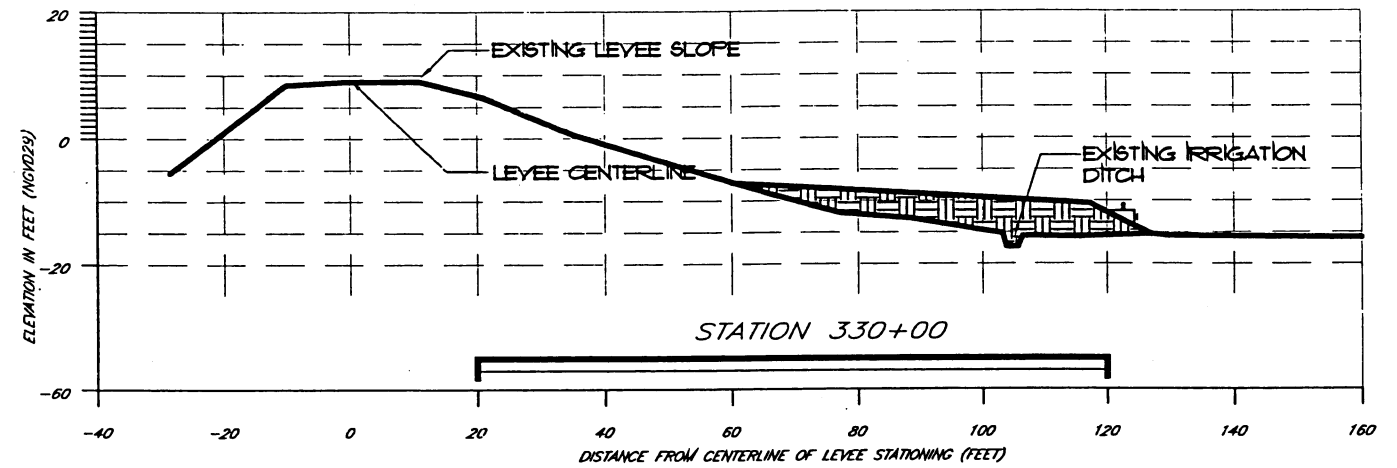 20
EXISTING LEVEE SLOPE
0
LEVEE CENTERLINE
EXISTING IRRIGATION
DITCH
-20
ELEVATION IN FEET (NGVD29)
STATION 330+00
-60
-40 -20 0 20 40 60 80 100 120 140 160
DISTANCE FROM CENTERLINE OF LEVEE STATIONING (FEET)